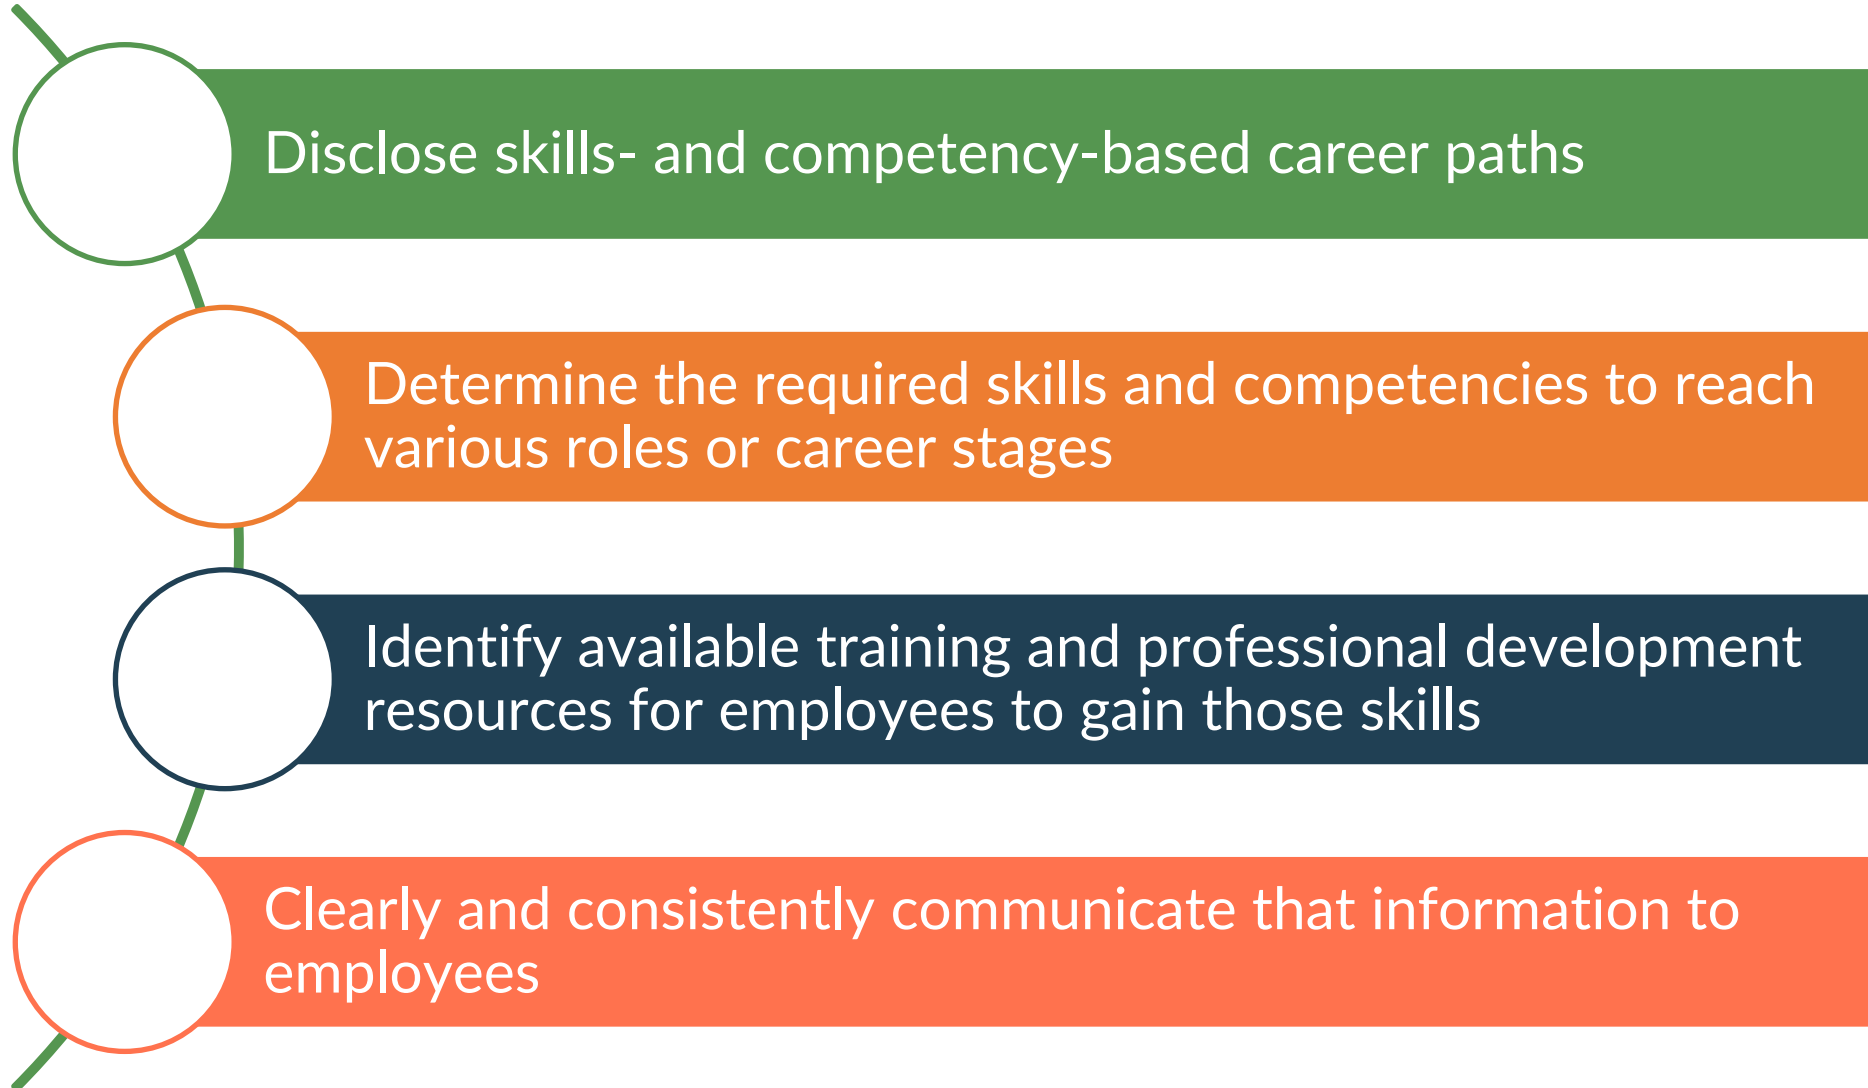 Disclose skills- and competency-based career paths
Determine the required skills and competencies to reach
various roles or career stages
Identify available training and professional development
resources for employees to gain those skills
Clearly and consistently communicate that information to
employees